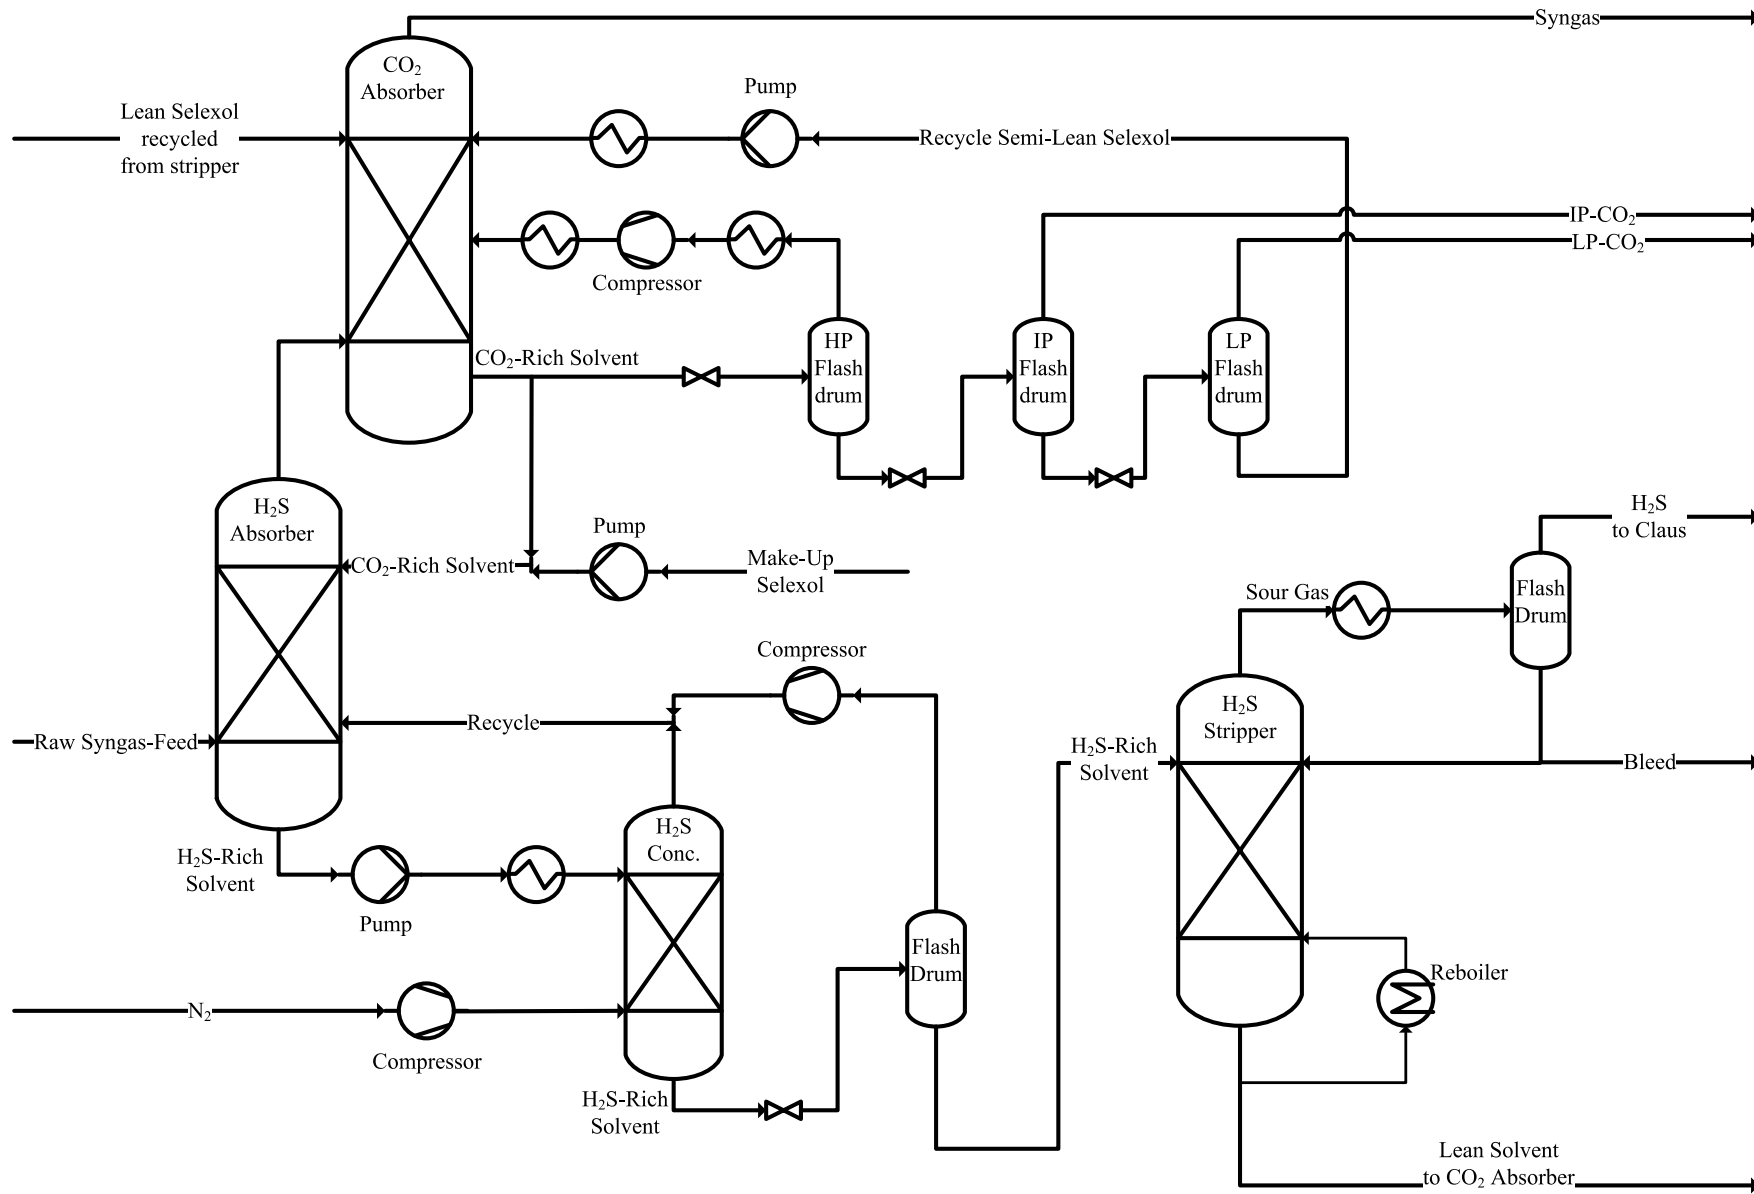 Syngas
CO₂
Absorber
Pump
Lean Selexol
recycled
from stripper
Recycle Semi-Lean Selexol
IP-CO₂
LP-CO₂
Compressor
CO₂-Rich Solvent
HP
Flash
drum
IP
Flash
drum
LP
Flash
drum
H₂S
Absorber
Pump
CO₂-Rich Solvent
Make-Up
Selexol
H₂S
to Claus
Sour Gas
Flash
Drum
Compressor
Recycle
Raw Syngas-Feed
H₂S
Stripper
H₂S-Rich
Solvent
Bleed
H₂S
Conc.
H₂S-Rich
Solvent
Pump
Flash
Drum
Reboiler
N₂
Compressor
H₂S-Rich
Solvent
Lean Solvent
to CO₂ Absorber